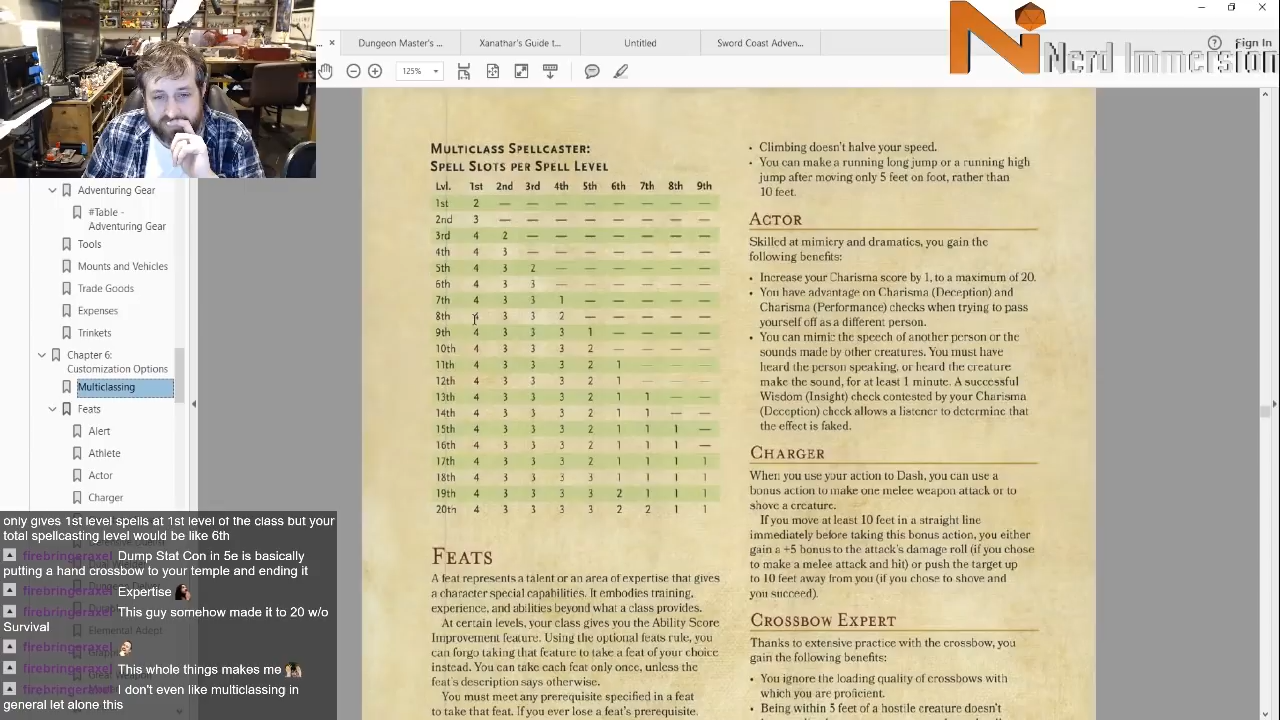 Dungeon Master's ...
Xanathar's Guide t...
Untitled
Sword Coast Adven...
Sign In
Nerd Immersion
125%
Adventuring Gear
#Table -
Adventuring Gear
Tools
Mounts and Vehicles
Trade Goods
Expenses
Trinkets
Chapter 6:
Customization Options
Multiclassing
Feats
Alert
Athlete
Actor
Charger
only gives 1st level spells at 1st level of the class but your
total spellcasting level would be like 6th
firebringeraxel Dump Stat Con in 5e is basically
putting a hand crossbow to your temple and ending it
firebringeraxel Expertise
firebringeraxel This guy somehow made it to 20 w/o
Survival
firebringeraxel
firebringeraxel This whole things makes me
firebringeraxel I don't even like multiclassing in
general let alone this
MULTICLASS SPELLCASTER:
SPELL SLOTS PER SPELL LEVEL
Lvl. 1st 2nd 3rd 4th 5th 6th 7th 8th 9th
1st 2 — — — — — — — —
2nd 3 — — — — — — — —
3rd 4 2 — — — — — — —
4th 4 3 — — — — — — —
5th 4 3 2 — — — — — —
6th 4 3 3 — — — — — —
7th 4 3 3 1 — — — — —
8th 4 3 3 2 — — — — —
9th 4 3 3 3 1 — — — —
10th 4 3 3 3 2 — — — —
11th 4 3 3 3 2 1 — — —
12th 4 3 3 3 2 1 — — —
13th 4 3 3 3 2 1 1 — —
14th 4 3 3 3 2 1 1 — —
15th 4 3 3 3 2 1 1 1 —
16th 4 3 3 3 2 1 1 1 —
17th 4 3 3 3 2 1 1 1 1
18th 4 3 3 3 3 1 1 1 1
19th 4 3 3 3 3 2 1 1 1
20th 4 3 3 3 3 2 2 1 1
FEATS
A feat represents a talent or an area of expertise that gives
a character special capabilities. It embodies training,
experience, and abilities beyond what a class provides.
At certain levels, your class gives you the Ability Score
Improvement feature. Using the optional feats rule, you
can forgo taking that feature to take a feat of your choice
instead. You can take each feat only once, unless the
feat's description says otherwise.
You must meet any prerequisite specified in a feat
to take that feat. If you ever lose a feat's prerequisite,
• Climbing doesn't halve your speed.
• You can make a running long jump or a running high
jump after moving only 5 feet on foot, rather than
10 feet.
ACTOR
Skilled at mimicry and dramatics, you gain the
following benefits:
• Increase your Charisma score by 1, to a maximum of 20.
• You have advantage on Charisma (Deception) and
Charisma (Performance) checks when trying to pass
yourself off as a different person.
• You can mimic the speech of another person or the
sounds made by other creatures. You must have
heard the person speaking, or heard the creature
make the sound, for at least 1 minute. A successful
Wisdom (Insight) check contested by your Charisma
(Deception) check allows a listener to determine that
the effect is faked.
CHARGER
When you use your action to Dash, you can use a
bonus action to make one melee weapon attack or to
shove a creature.
If you move at least 10 feet in a straight line
immediately before taking this bonus action, you either
gain a +5 bonus to the attack's damage roll (if you chose
to make a melee attack and hit) or push the target up
to 10 feet away from you (if you chose to shove and
you succeed).
CROSSBOW EXPERT
Thanks to extensive practice with the crossbow, you
gain the following benefits:
• You ignore the loading quality of crossbows with
which you are proficient.
• Being within 5 feet of a hostile creature doesn't